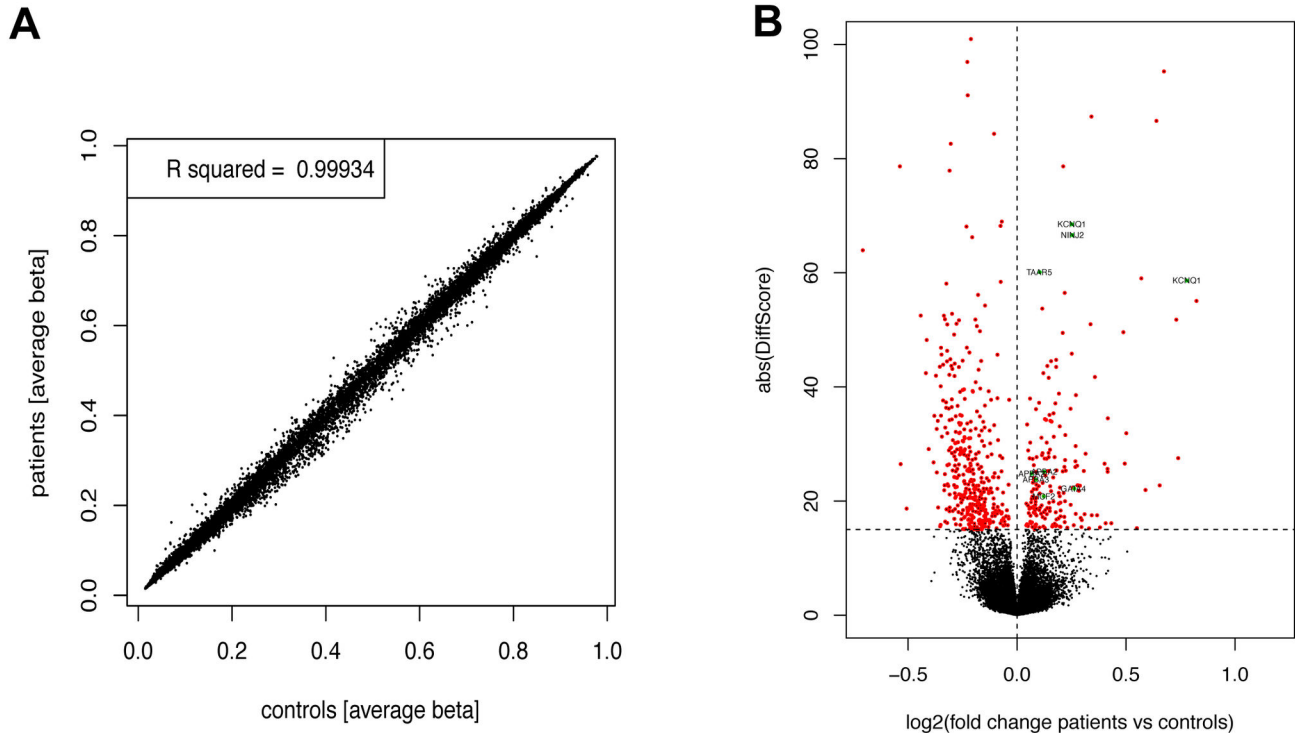 A
R squared = 0.99934
1.0
0.8
0.6
0.4
0.2
0.0
patients [average beta]
0.0 0.2 0.4 0.6 0.8 1.0
controls [average beta]
B
100
80
60
40
20
0
abs(DiffScore)
KCNQ1
NINJ2
TAAR5
KCNQ1
GATA4
−0.5 0.0 0.5 1.0
log2(fold change patients vs controls)